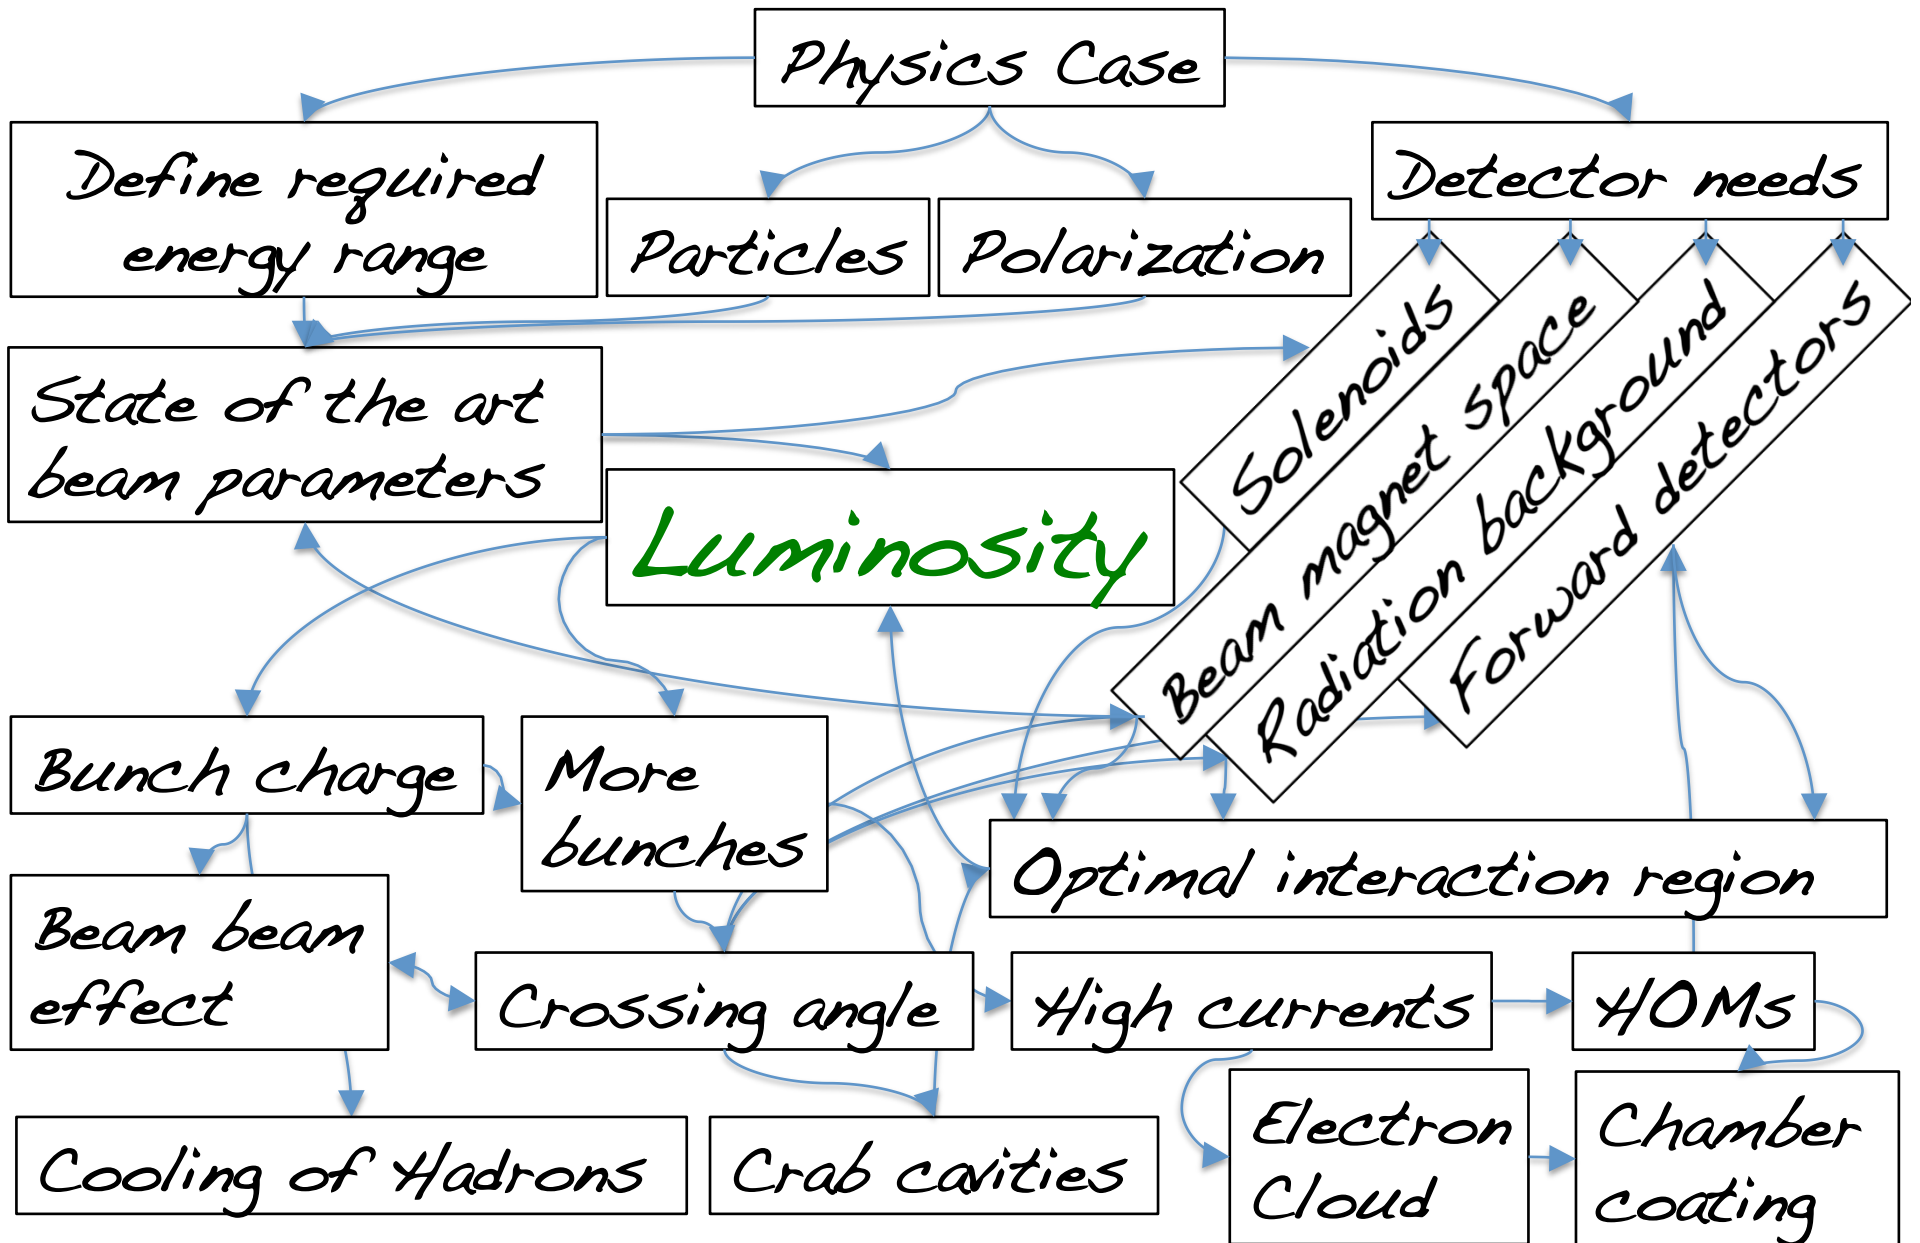 Physics Case
Define required
energy range
Particles
Polarization
Detector needs
Solenoids
Beam magnet space
Radiation background
Forward detectors
State of the art
beam parameters
Luminosity
Bunch charge
More
bunches
Optimal interaction region
Beam beam
effect
Crossing angle
High currents
HOMs
Cooling of Hadrons
Crab cavities
Electron
Cloud
Chamber
coating